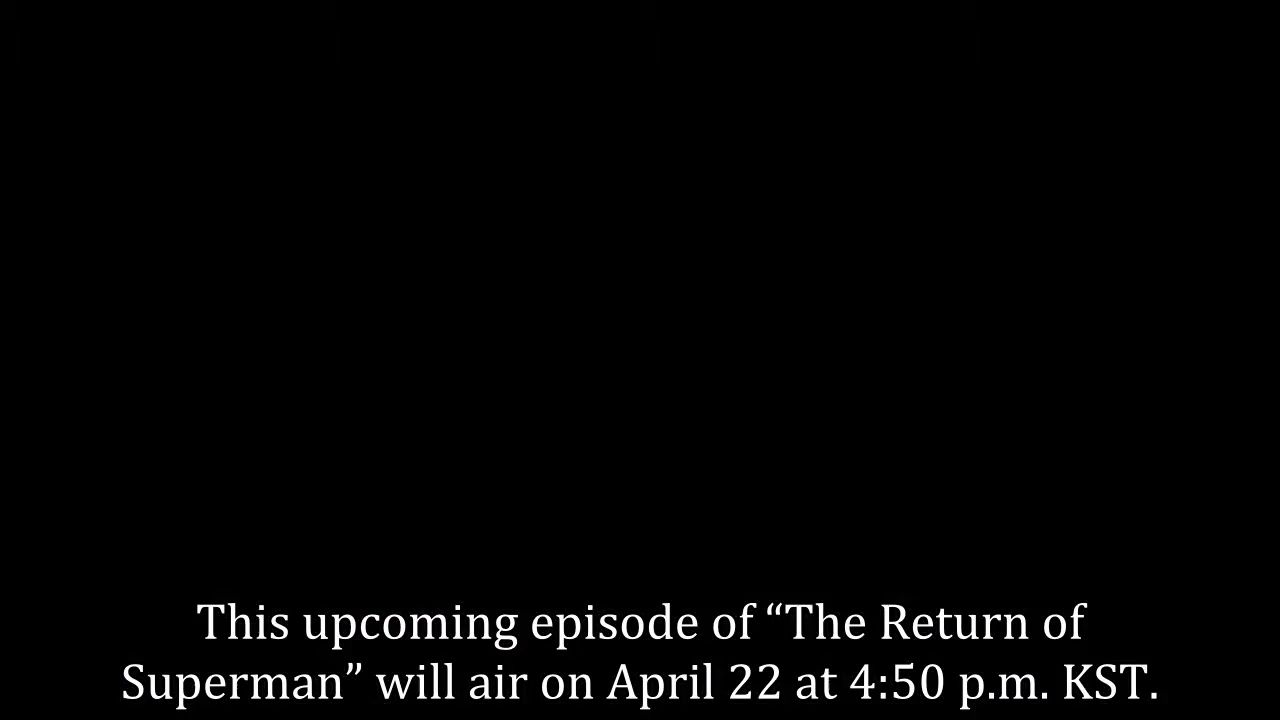 This upcoming episode of “The Return of
Superman” will air on April 22 at 4:50 p.m. KST.